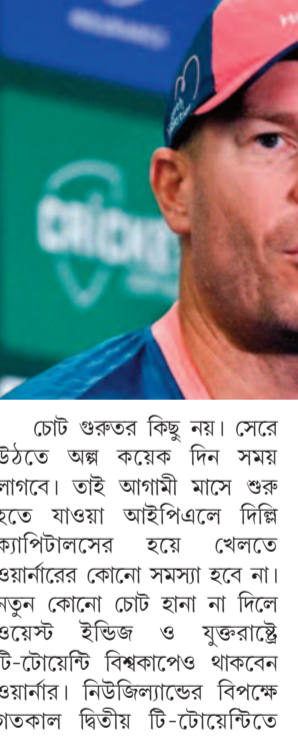 CRICKET
চোট গুরুতর কিছু নয়। সেরে
উঠতে অল্প কয়েক দিন সময়
লাগবে। তাই আগামী মাসে শুরু
হতে যাওয়া আইপিএলে দিল্লি
ক্যাপিটালসের হয়ে খেলতে
ওয়ার্নারের কোনো সমস্যা হবে না।
নতুন কোনো চোট হানা না দিলে
ওয়েস্ট ইন্ডিজ ও যুক্তরাষ্ট্রে
টি-টোয়েন্টি বিশ্বকাপেও থাকবেন
ওয়ার্নার। নিউজিল্যান্ডের বিপক্ষে
গতকাল দ্বিতীয় টি-টোয়েন্টিতে